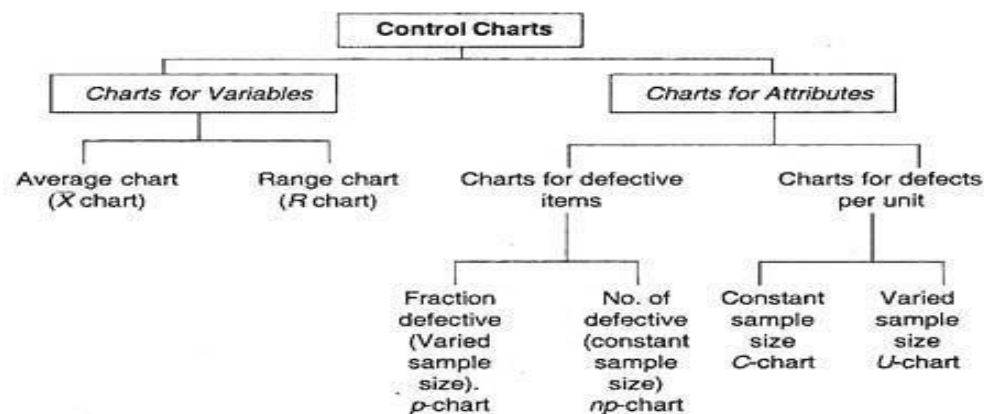 Control Charts
Charts for Variables
Charts for Attributes
Average chart
(X̄ chart)
Range chart
(R chart)
Charts for defective
items
Charts for defects
per unit
Fraction
defective
(Varied
sample
size).
p-chart
No. of
defective
(constant
sample
size)
np-chart
Constant
sample
size
C-chart
Varied
sample
size
U-chart